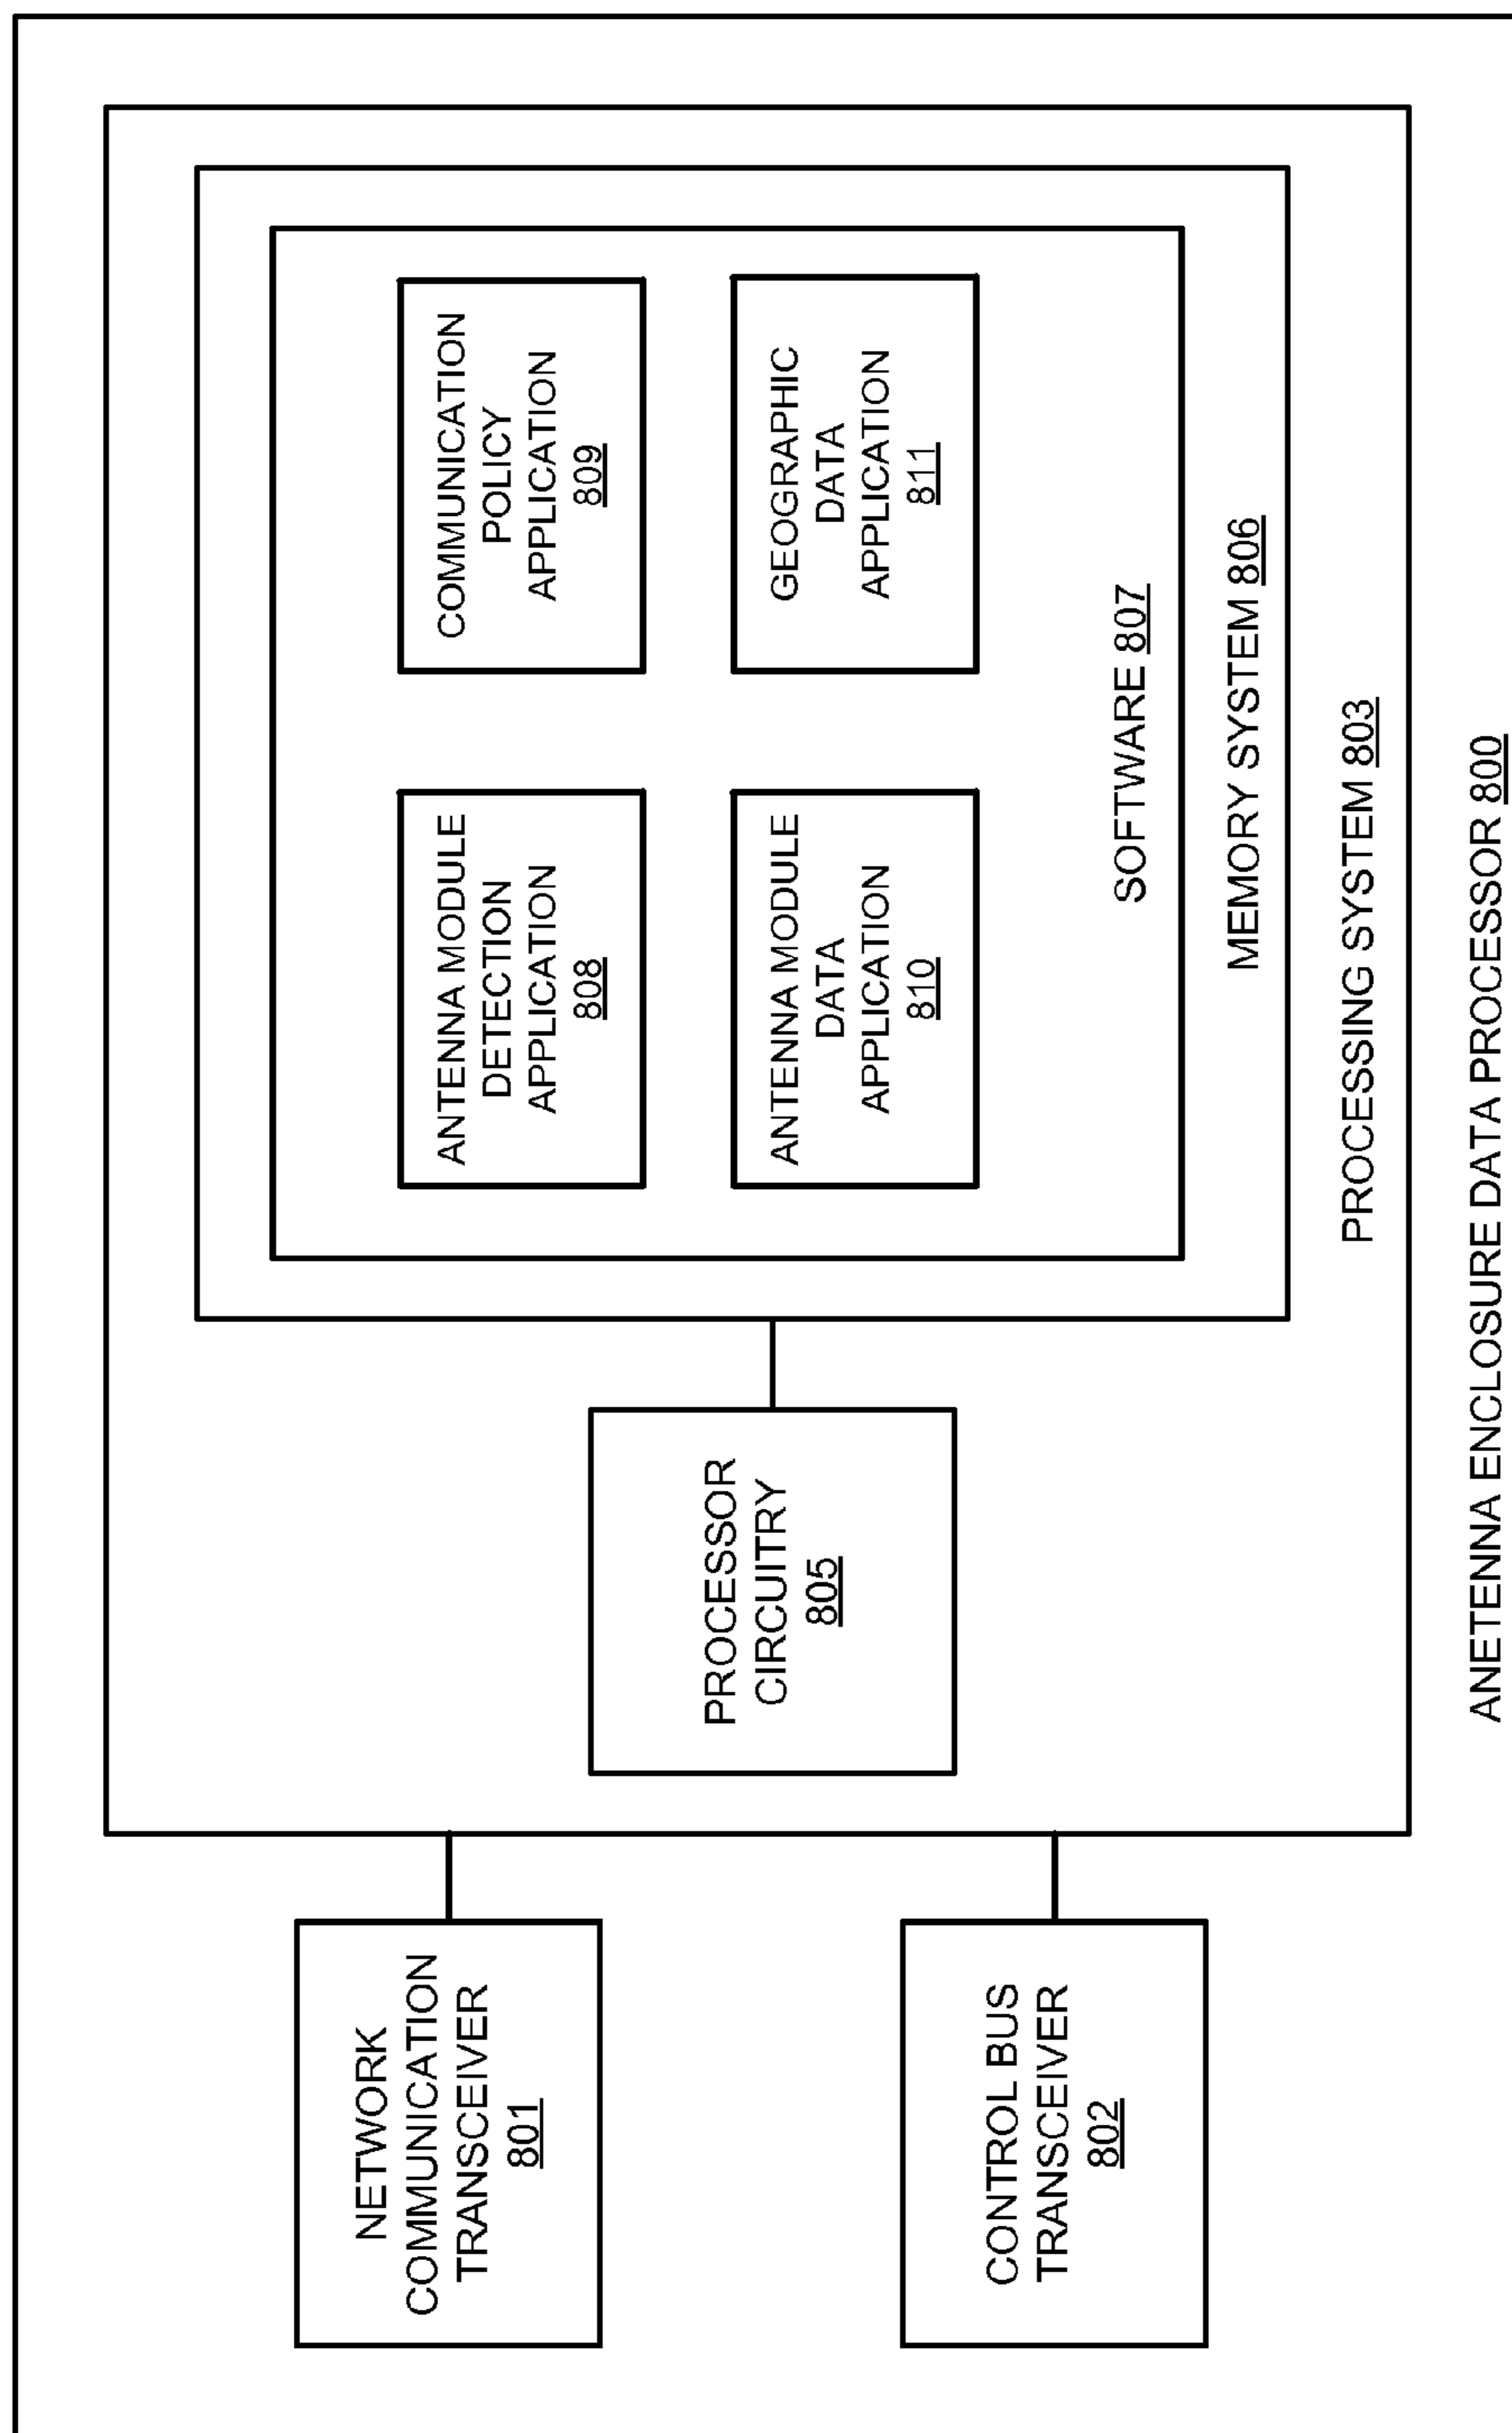 NETWORK
COMMUNICATION
TRANSCEIVER
801
CONTROL BUS
TRANSCEIVER
802
PROCESSOR
CIRCUITRY
805
ANTENNA MODULE
DETECTION
APPLICATION
808
COMMUNICATION
POLICY
APPLICATION
809
ANTENNA MODULE
DATA
APPLICATION
810
GEOGRAPHIC
DATA
APPLICATION
811
SOFTWARE 807
MEMORY SYSTEM 806
PROCESSING SYSTEM 803
ANETENNA ENCLOSURE DATA PROCESSOR 800